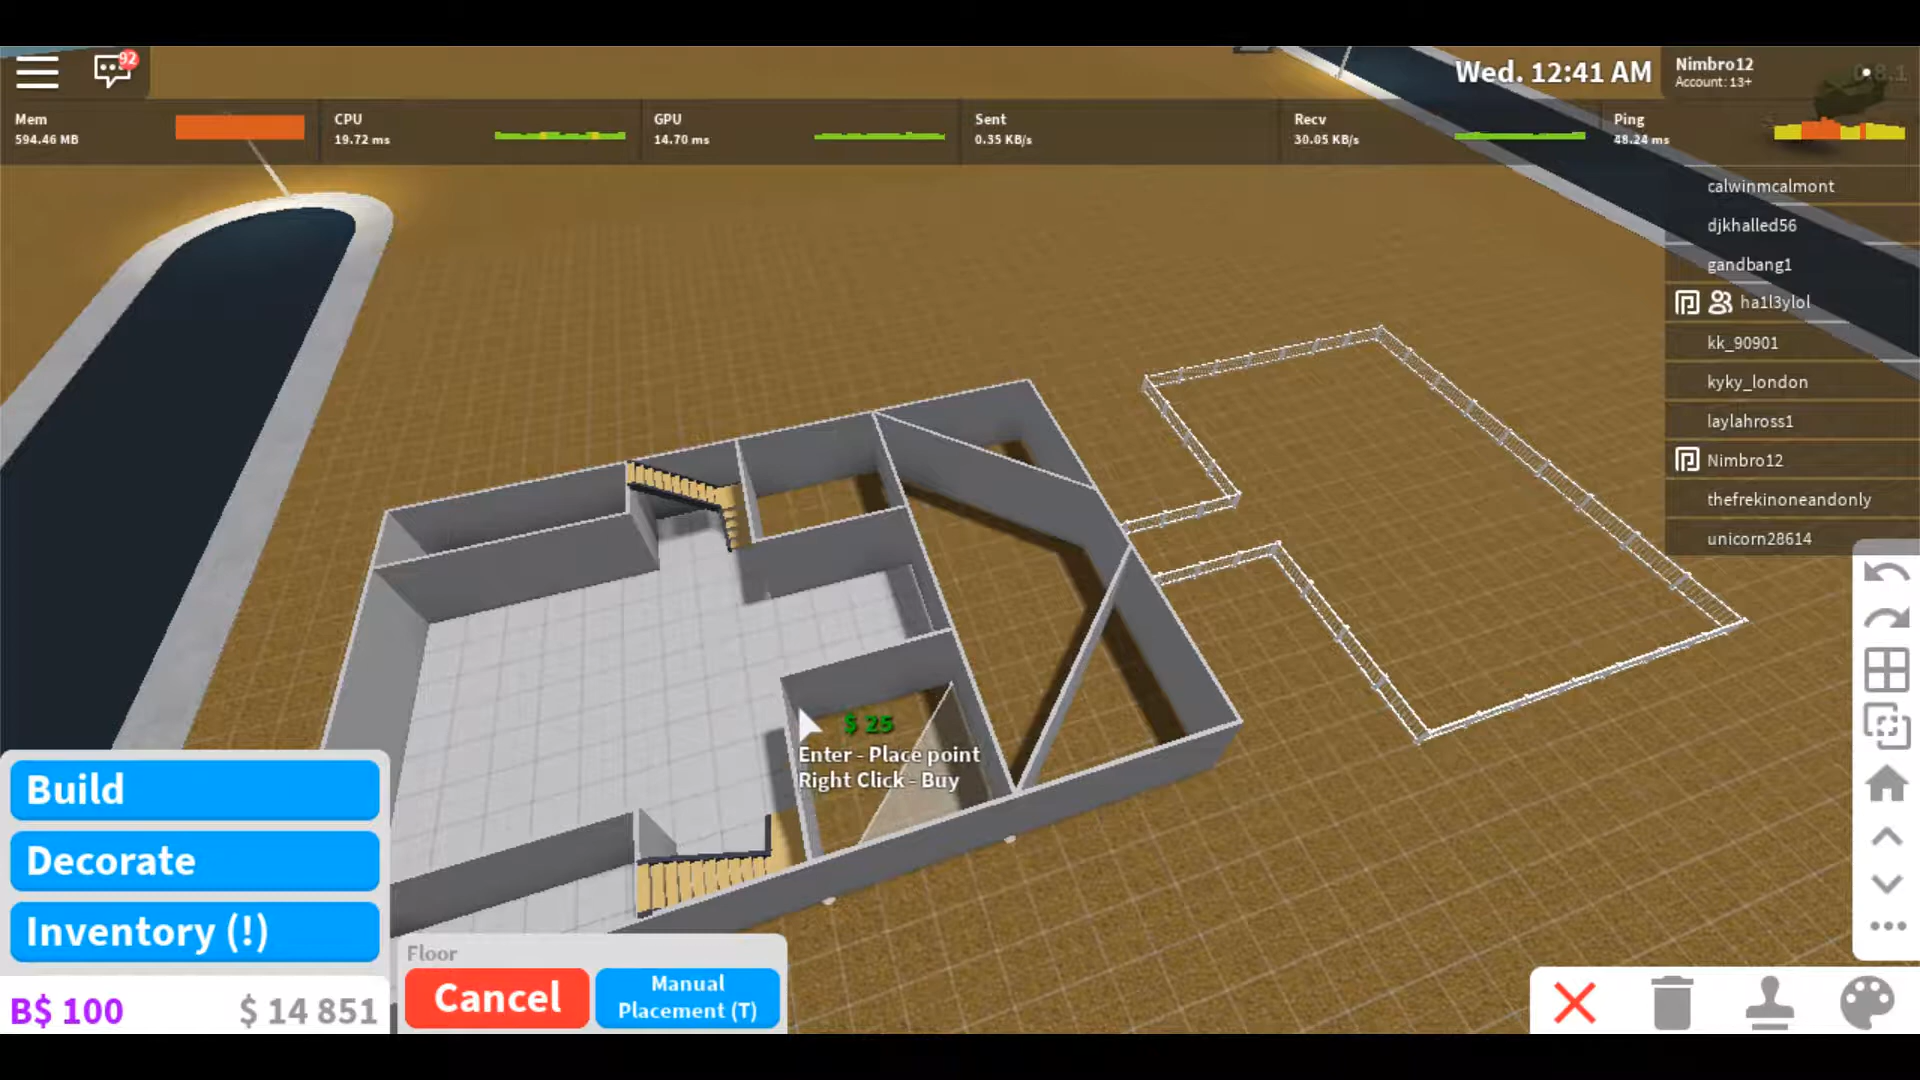 92
Wed. 12:41 AM
Nimbro12
Account: 13+
0.8.1
Mem
594.46 MB
CPU
19.72 ms
GPU
14.70 ms
Sent
0.35 KB/s
Recv
30.05 KB/s
Ping
48.24 ms
calwinmcalmont
djkhalled56
gandbang1
ha1l3ylol
kk_90901
kyky_london
laylahross1
Nimbro12
thefrekinoneandonly
unicorn28614
$ 25
Enter - Place point
Right Click - Buy
Build
Decorate
Inventory (!)
B$ 100
$ 14 851
Floor
Cancel
Manual
Placement (T)